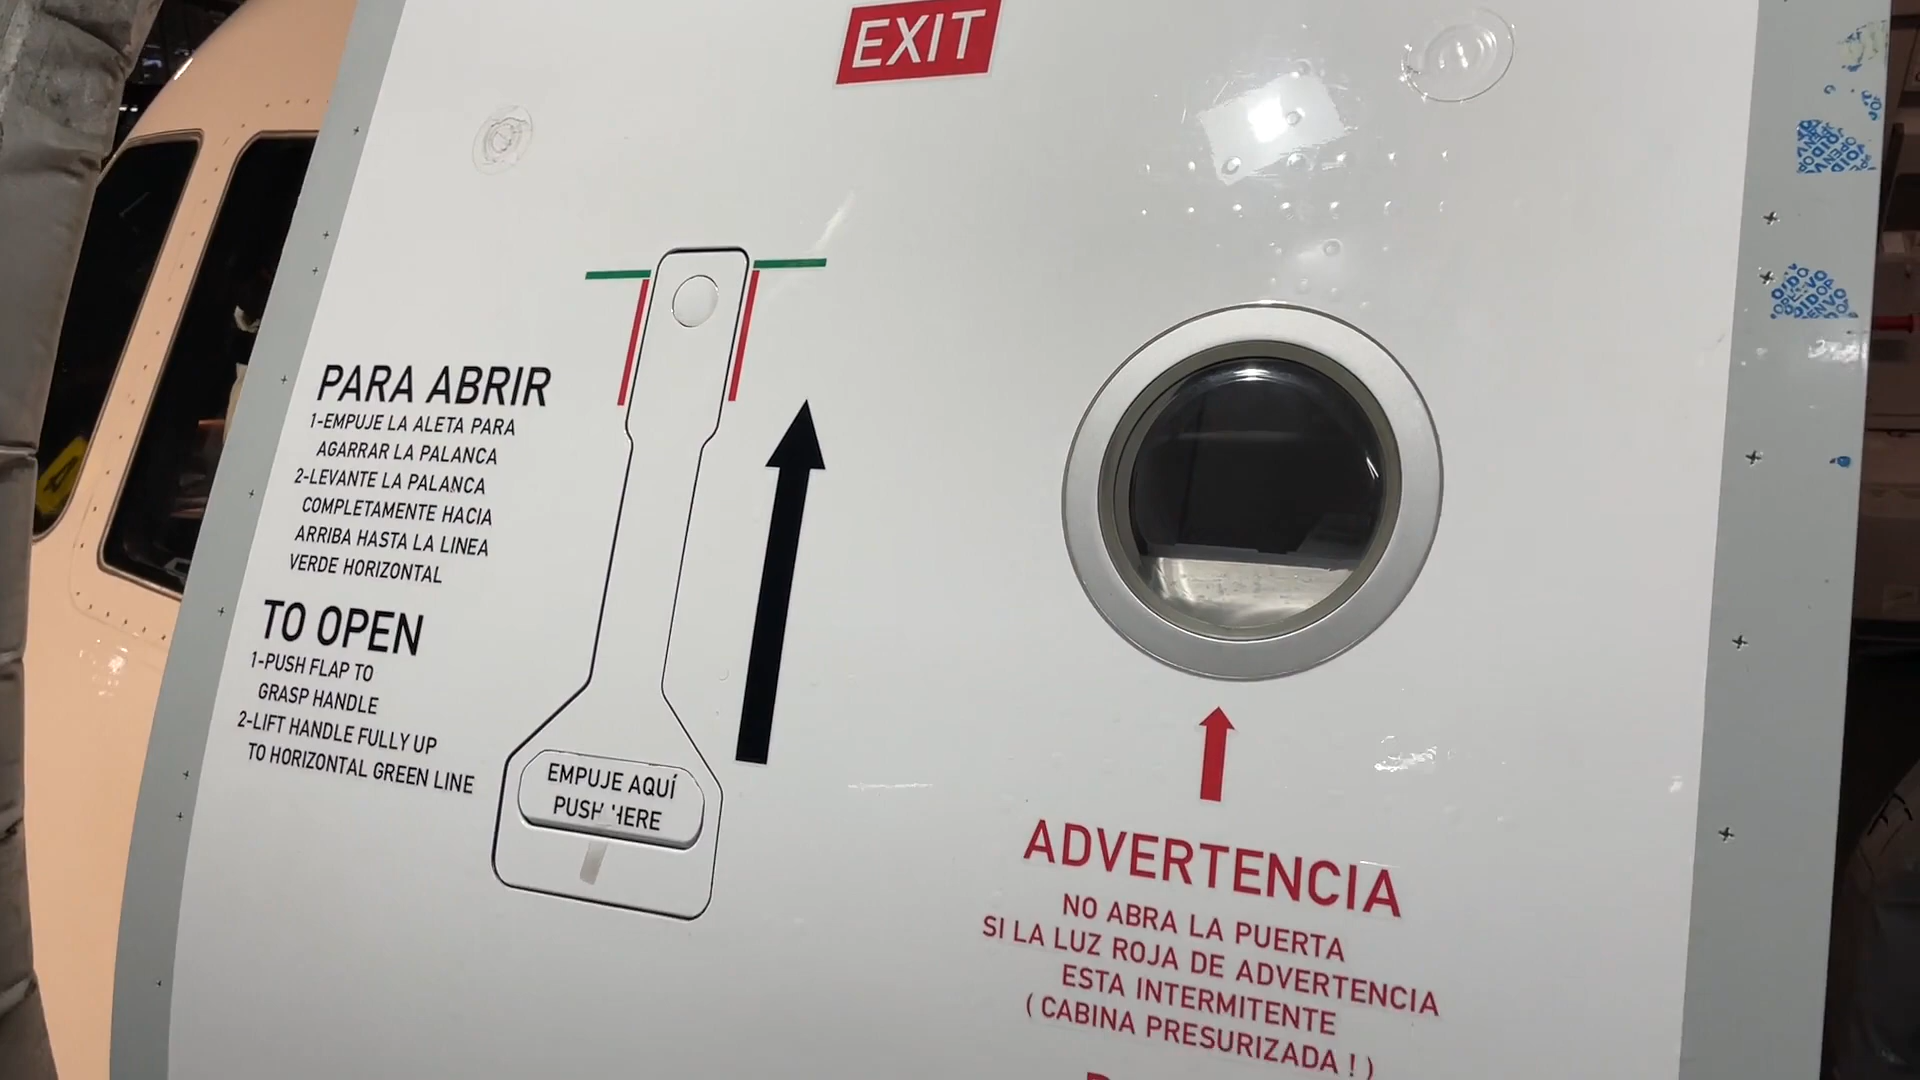 EXIT
PARA ABRIR
1-EMPUJE LA ALETA PARA
AGARRAR LA PALANCA
2-LEVANTE LA PALANCA
COMPLETAMENTE HACIA
ARRIBA HASTA LA LINEA
VERDE HORIZONTAL
TO OPEN
1-PUSH FLAP TO
GRASP HANDLE
2-LIFT HANDLE FULLY UP
TO HORIZONTAL GREEN LINE
EMPUJE AQUÍ
PUSH HERE
ADVERTENCIA
NO ABRA LA PUERTA
SI LA LUZ ROJA DE ADVERTENCIA
ESTA INTERMITENTE
( CABINA PRESURIZADA ! )